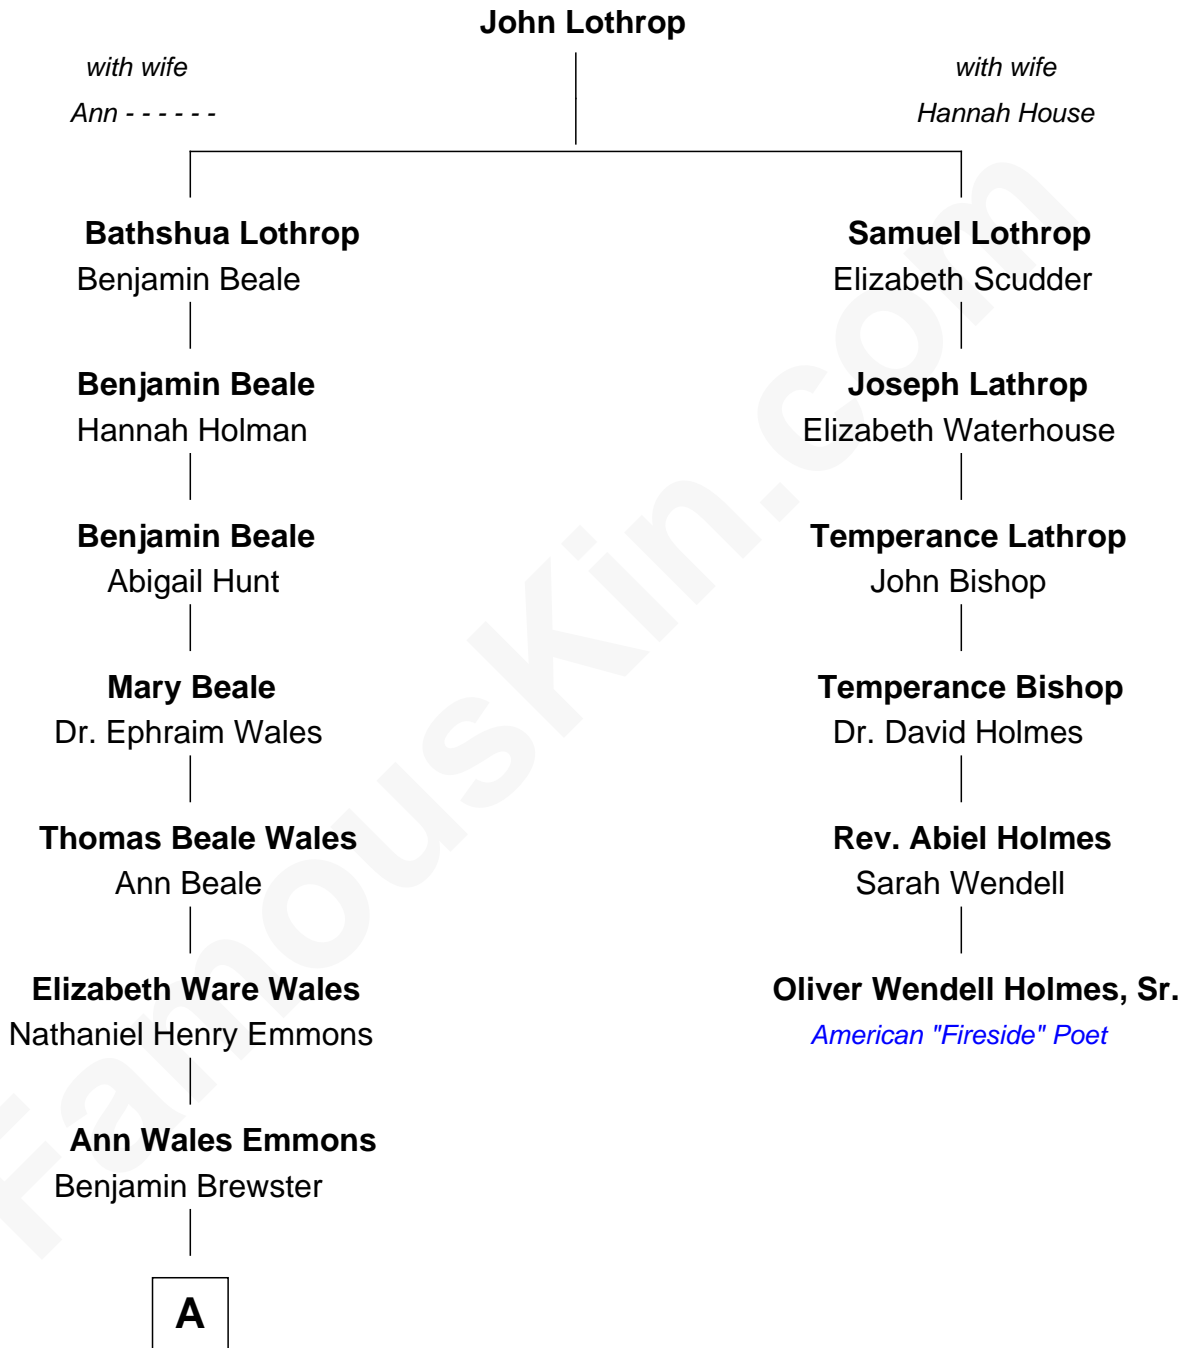 John Lothrop
with wife
Ann - - - - - -
with wife
Hannah House
Bathshua Lothrop
Benjamin Beale
Samuel Lothrop
Elizabeth Scudder
Benjamin Beale
Hannah Holman
Joseph Lathrop
Elizabeth Waterhouse
Benjamin Beale
Abigail Hunt
Temperance Lathrop
John Bishop
Mary Beale
Dr. Ephraim Wales
Temperance Bishop
Dr. David Holmes
Thomas Beale Wales
Ann Beale
Rev. Abiel Holmes
Sarah Wendell
Elizabeth Ware Wales
Nathaniel Henry Emmons
Oliver Wendell Holmes, Sr.
American "Fireside" Poet
Ann Wales Emmons
Benjamin Brewster
A
FamousKin.com